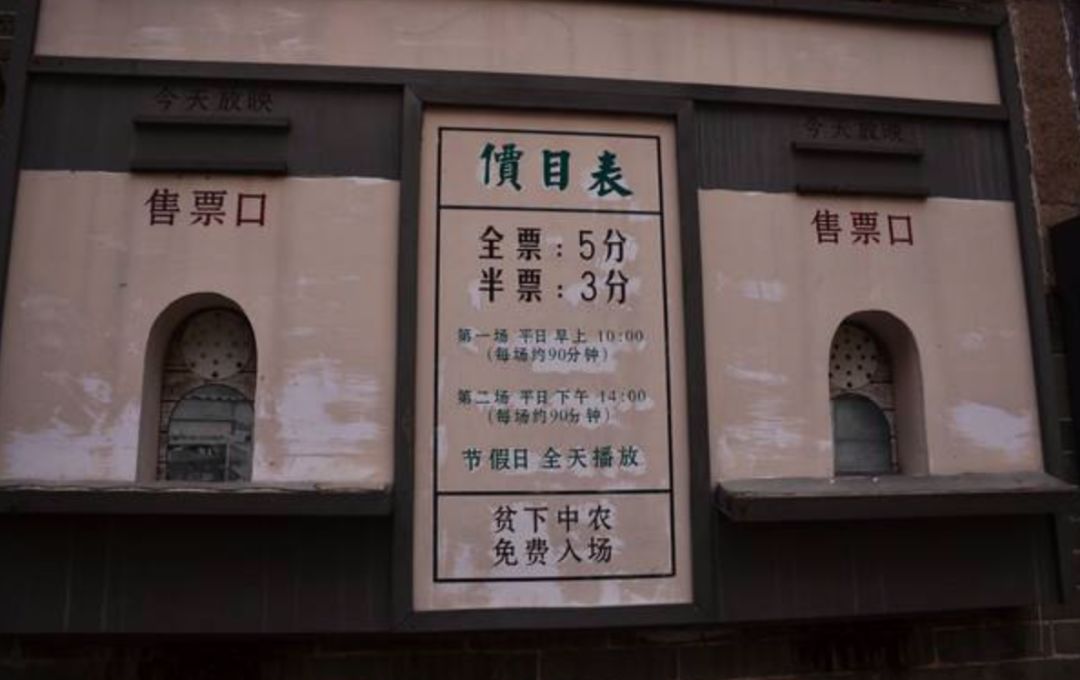 今天放映
售票口
價目表
全票：5分
半票：3分
第一场 平日 早上 10:00
（每场约90分钟）
第二场 平日 下午 14:00
（每场约90分钟）
节假日 全天播放
贫下中农
免费入场
今天放映
售票口